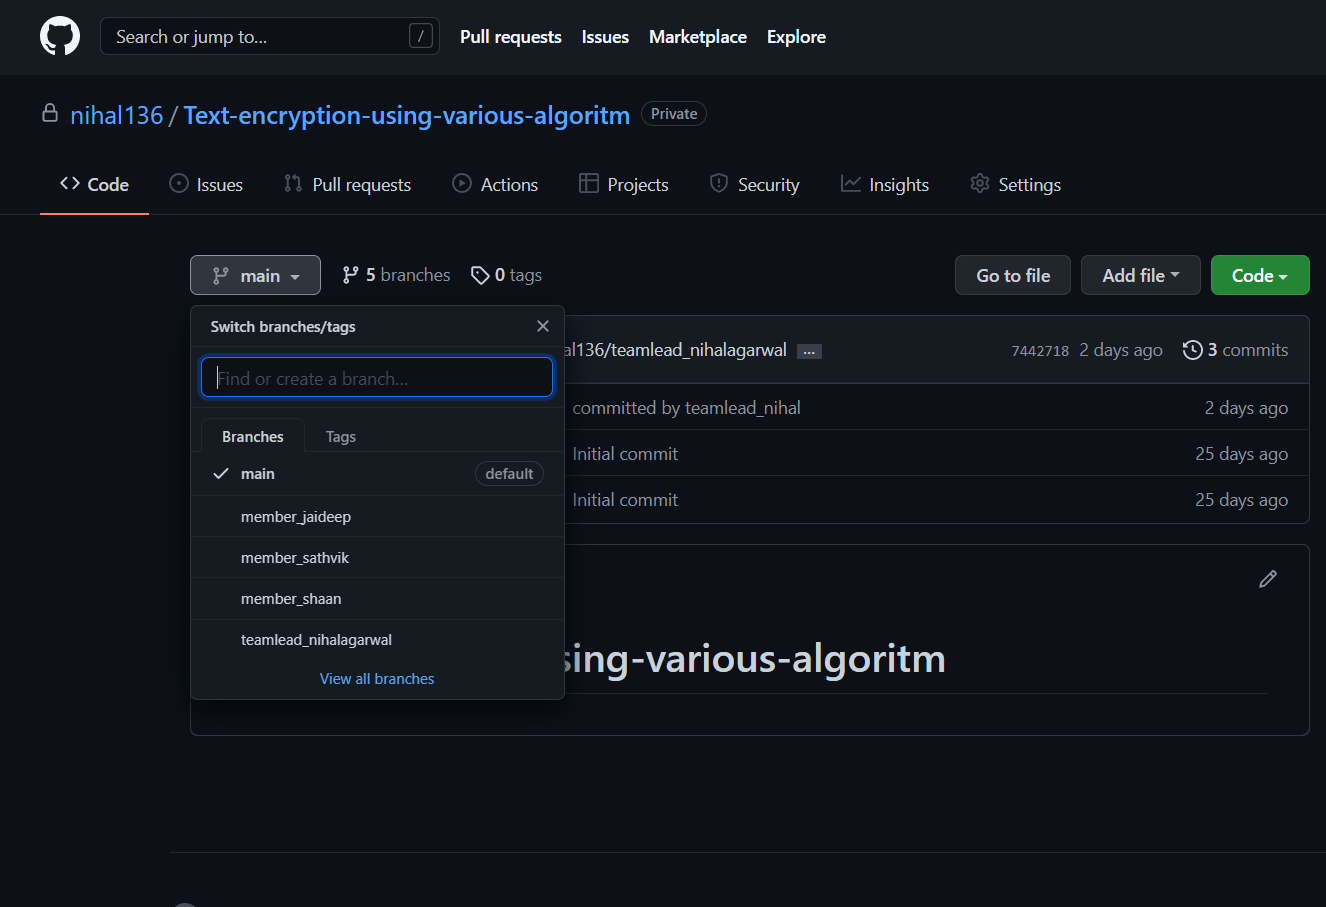 Search or jump to... /
Pull requests Issues Marketplace Explore
nihal136 / Text-encryption-using-various-algoritm Private
Code Issues Pull requests Actions Projects Security Insights Settings
main 5 branches 0 tags Go to file Add file Code
Switch branches/tags
Find or create a branch...
Branches Tags
main default
member_jaideep
member_sathvik
member_shaan
teamlead_nihalagarwal
View all branches
al136/teamlead_nihalagarwal ... 7442718 2 days ago 3 commits
committed by teamlead_nihal 2 days ago
Initial commit 25 days ago
Initial commit 25 days ago
sing-various-algoritm